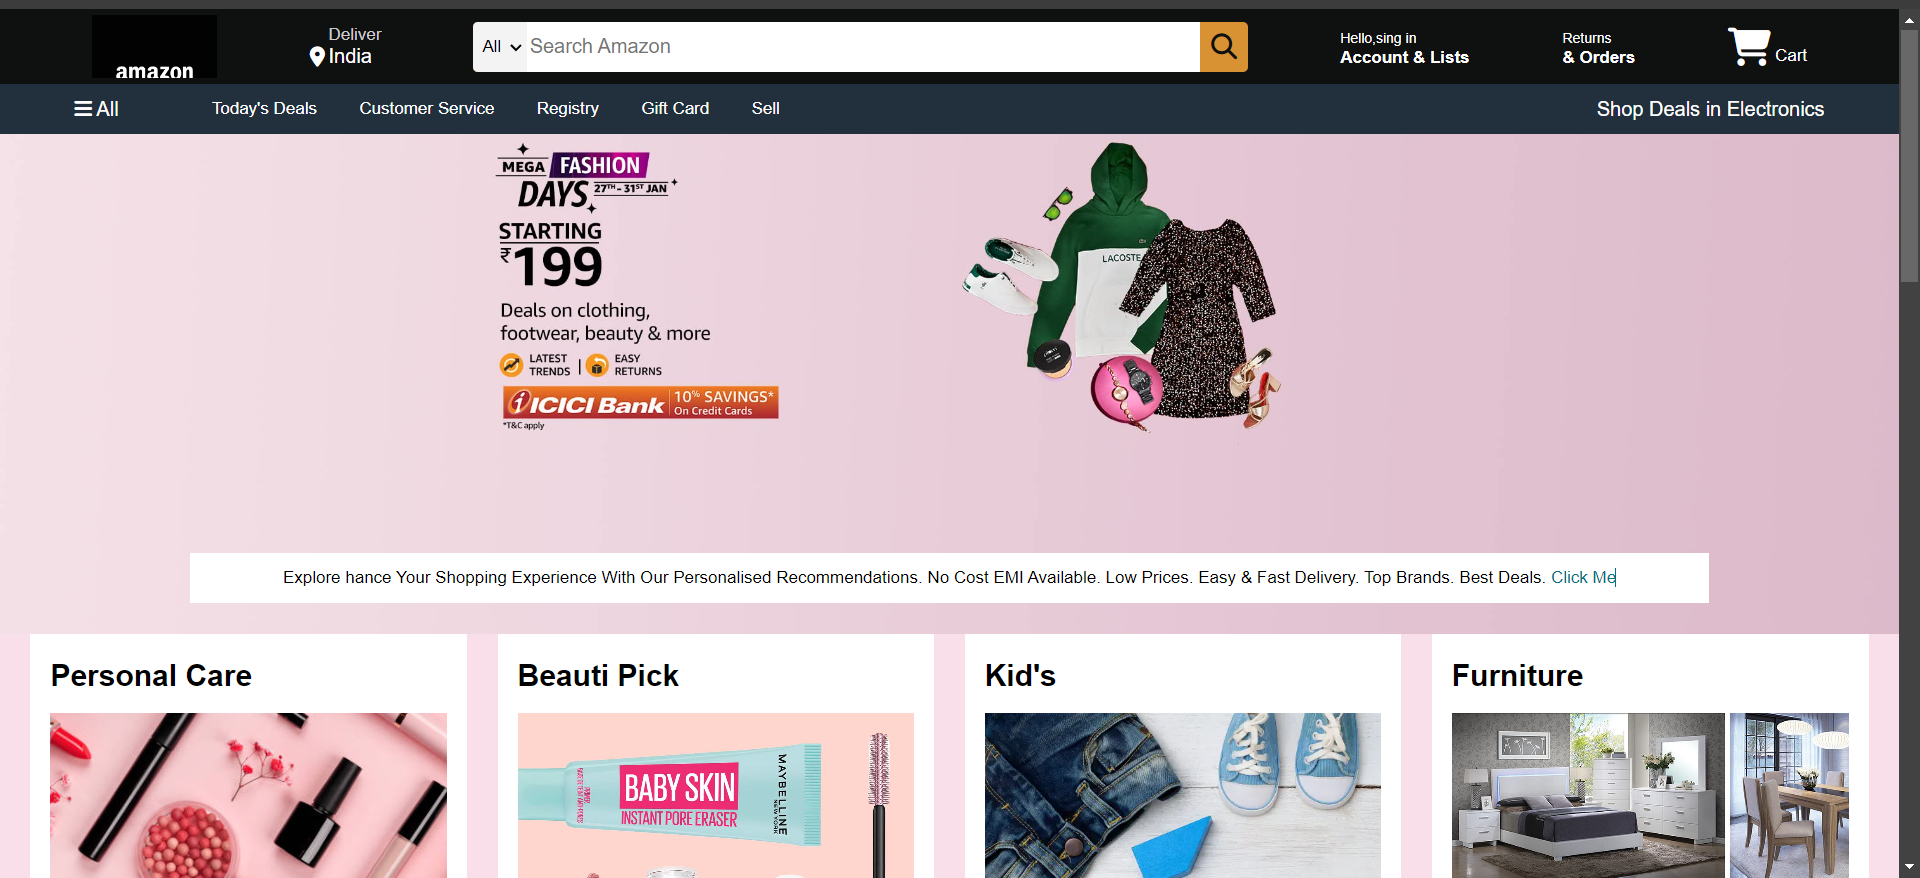 amazon
Deliver
India
All
Search Amazon
Hello,sing in
Account & Lists
Returns
& Orders
Cart
All
Today's Deals
Customer Service
Registry
Gift Card
Sell
Shop Deals in Electronics
MEGA FASHION
DAYS 27TH - 31ST JAN
STARTING
₹199
Deals on clothing,
footwear, beauty & more
LATEST
TRENDS
EASY
RETURNS
ICICI Bank
10% SAVINGS*
On Credit Cards
*T&C apply
LACOSTE
Explore hance Your Shopping Experience With Our Personalised Recommendations. No Cost EMI Available. Low Prices. Easy & Fast Delivery. Top Brands. Best Deals. Click Me
Personal Care
Beauti Pick
Kid's
Furniture
BABY SKIN
INSTANT PORE ERASER
MAYBELLINE
NEW YORK